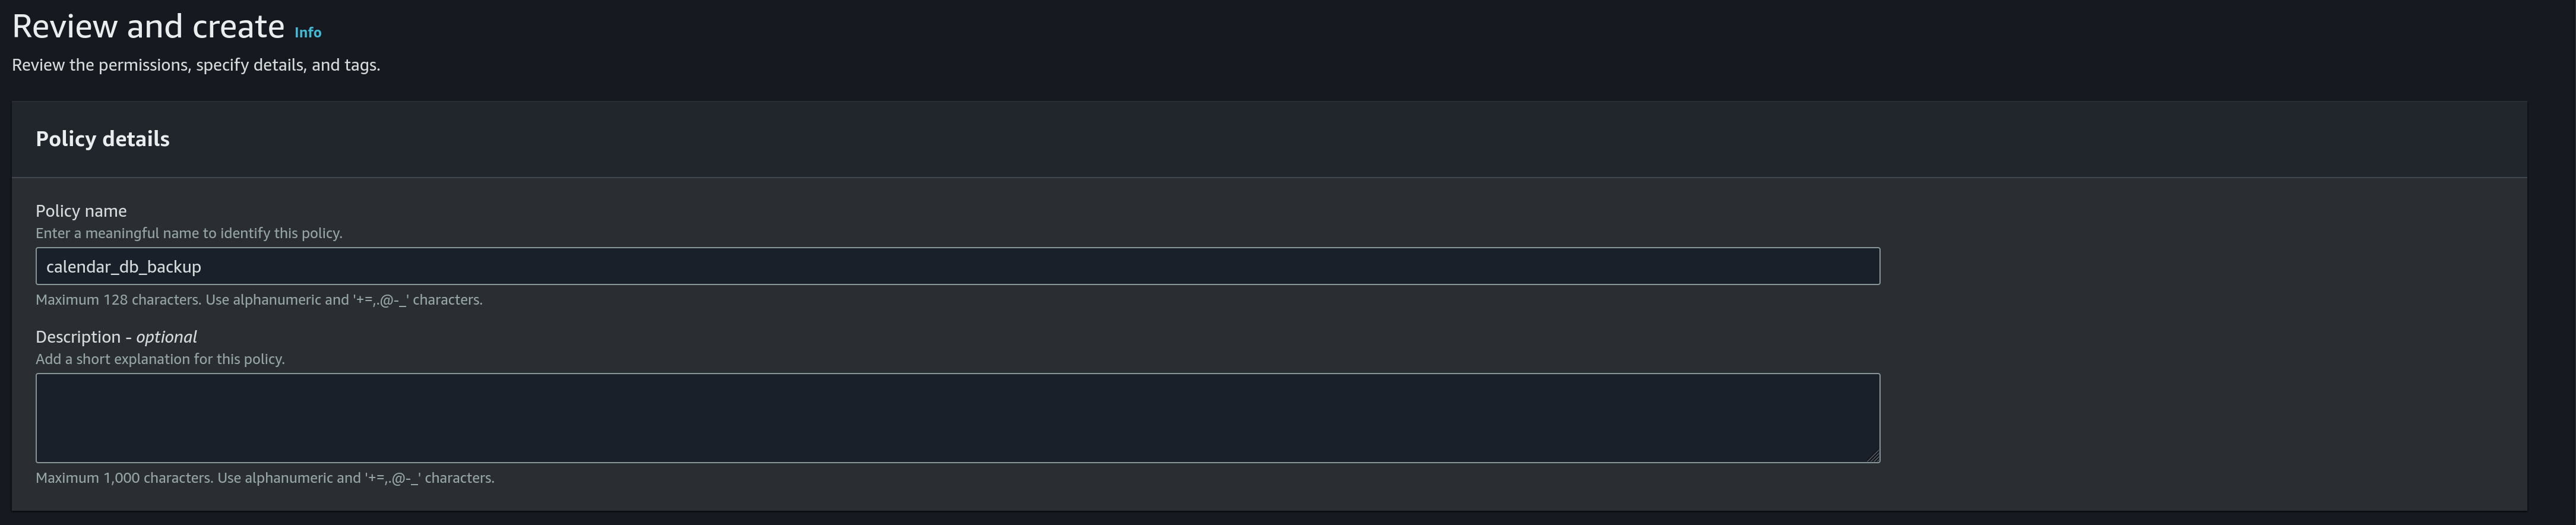 Review and create Info
Review the permissions, specify details, and tags.
Policy details
Policy name
Enter a meaningful name to identify this policy.
calendar_db_backup
Maximum 128 characters. Use alphanumeric and '+=,.@-_' characters.
Description - optional
Add a short explanation for this policy.
Maximum 1,000 characters. Use alphanumeric and '+=,.@-_' characters.